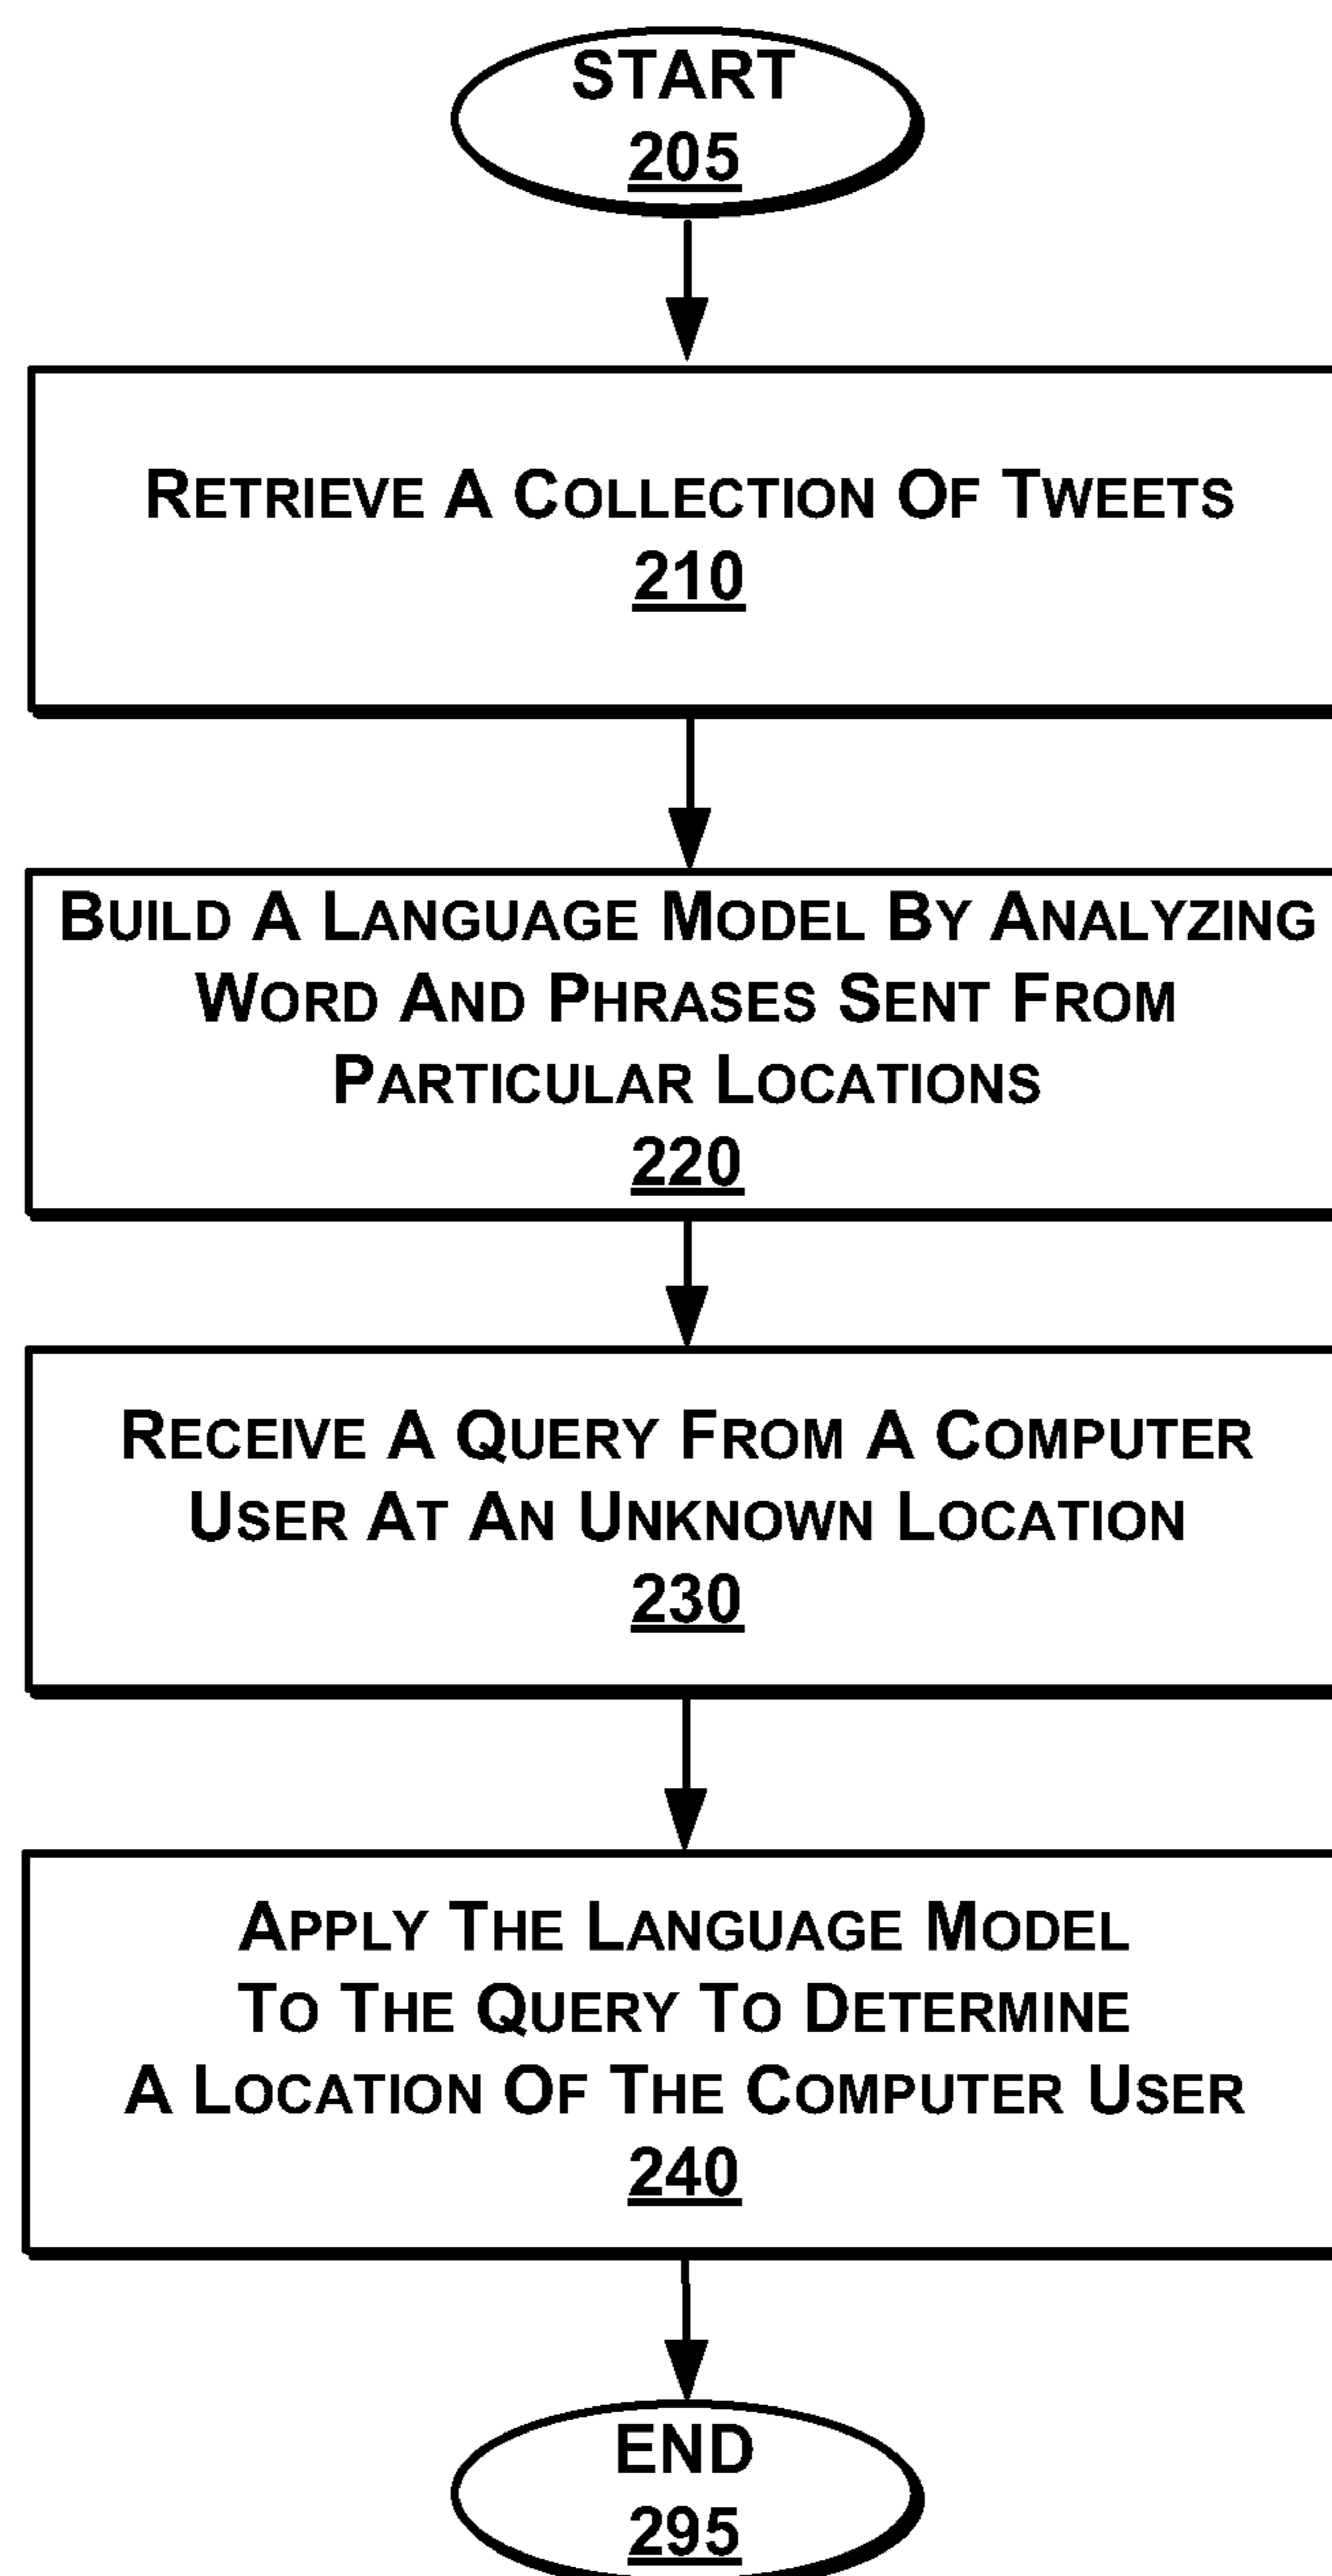 START
205
RETRIEVE A COLLECTION OF TWEETS
210
BUILD A LANGUAGE MODEL BY ANALYZING
WORD AND PHRASES SENT FROM
PARTICULAR LOCATIONS
220
RECEIVE A QUERY FROM A COMPUTER
USER AT AN UNKNOWN LOCATION
230
APPLY THE LANGUAGE MODEL
TO THE QUERY TO DETERMINE
A LOCATION OF THE COMPUTER USER
240
END
295